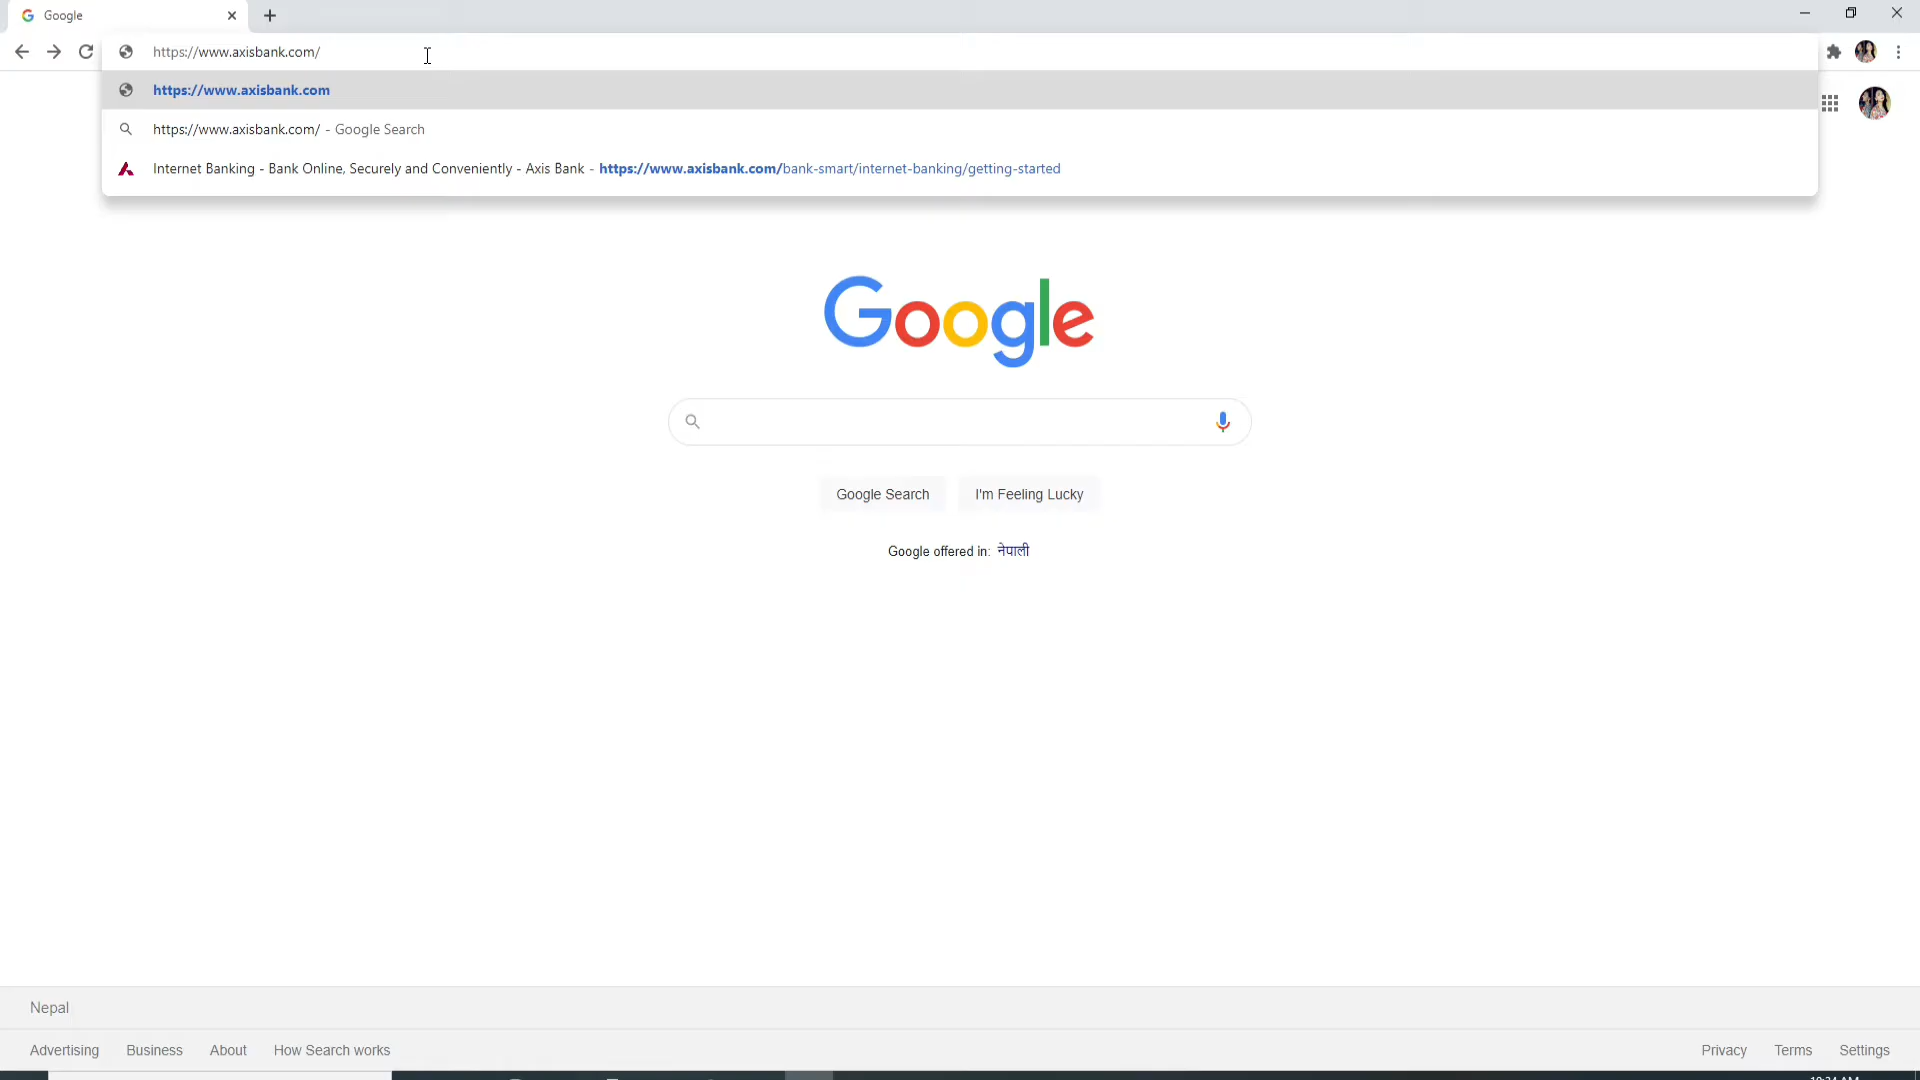 Google
https://www.axisbank.com/
https://www.axisbank.com
https://www.axisbank.com/ - Google Search
Internet Banking - Bank Online, Securely and Conveniently - Axis Bank - https://www.axisbank.com/bank-smart/internet-banking/getting-started
Google
Google Search
I'm Feeling Lucky
Google offered in: नेपाली
Nepal
Advertising Business About How Search works Privacy Terms Settings